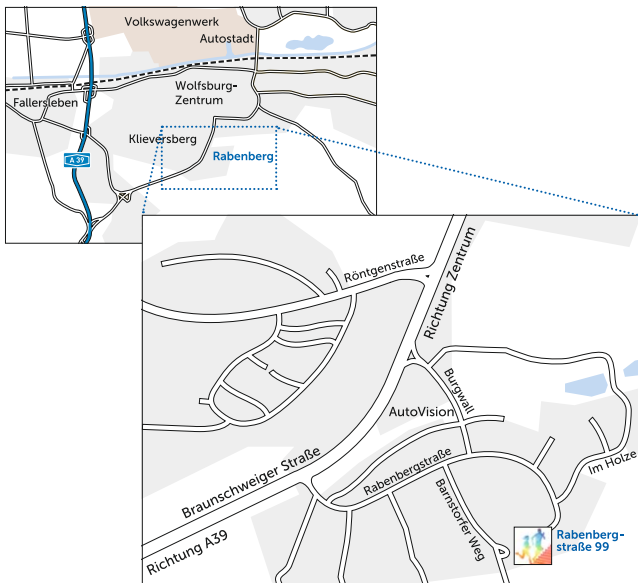 Volkswagenwerk
Autostadt
Wolfsburg-
Zentrum
Fallersleben
Klieversberg
Rabenberg
A 39
Röntgenstraße
Richtung Zentrum
Burgwall
AutoVision
Braunschweiger Straße
Rabenbergstraße
Im Holze
Barnstorfer Weg
Richtung A39
Rabenberg-
straße 99